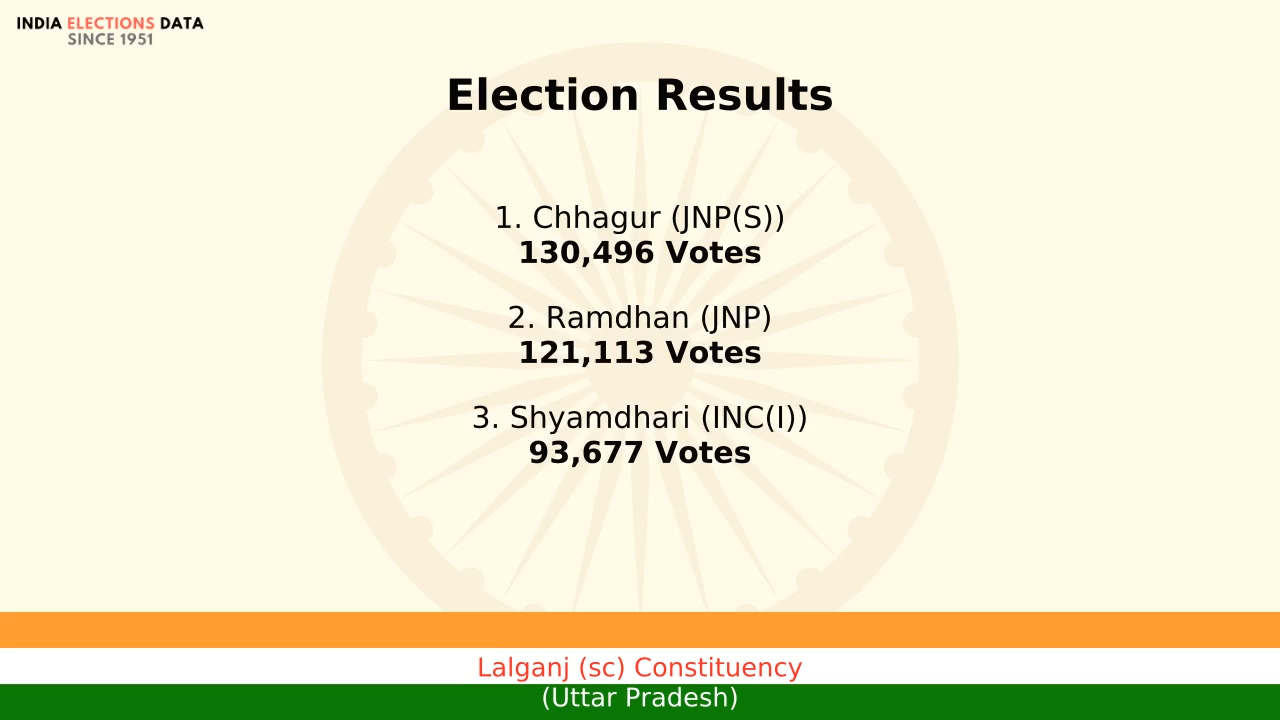 INDIA ELECTIONS DATA
SINCE 1951
Election Results
1. Chhagur (JNP(S))
130,496 Votes
2. Ramdhan (JNP)
121,113 Votes
3. Shyamdhari (INC(I))
93,677 Votes
Lalganj (sc) Constituency
(Uttar Pradesh)